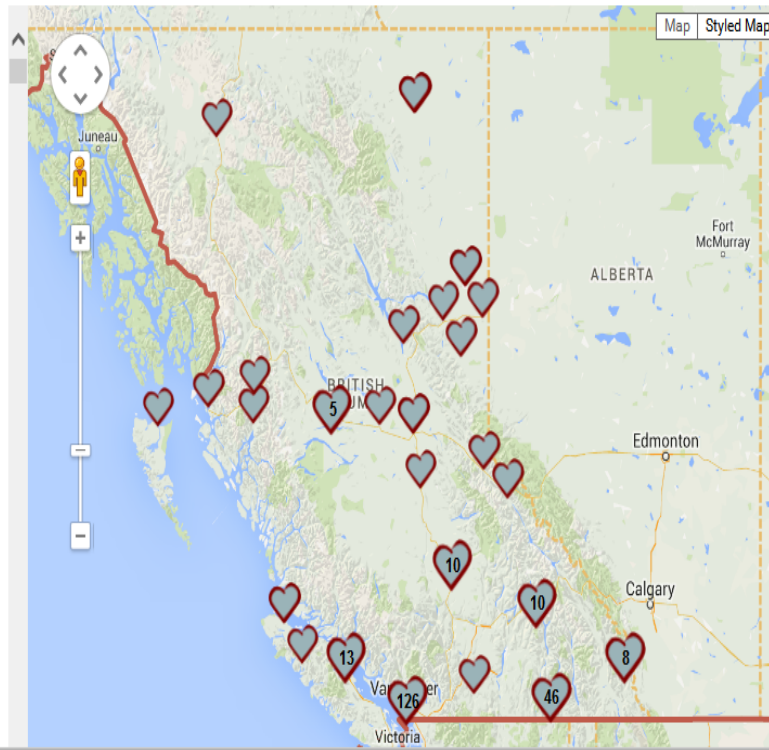 Map Styled Map
Juneau
Fort
McMurray
ALBERTA
BRITISH
5
Edmonton
10
10
Calgary
13
8
126
46
Victoria